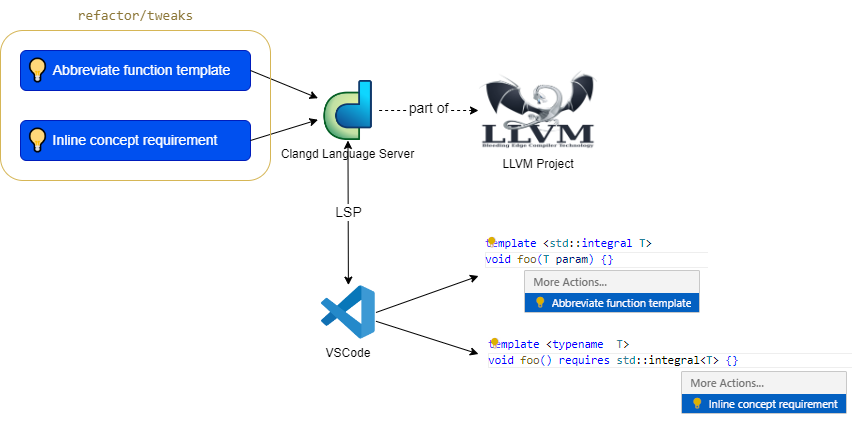 refactor/tweaks
Abbreviate function template
Inline concept requirement
Clangd Language Server
part of
LLVM
Bleeding Edge Compiler Technology
LLVM Project
LSP
VSCode
template <std::integral T>
void foo(T param) {}
More Actions...
Abbreviate function template
template <typename  T>
void foo() requires std::integral<T> {}
More Actions...
Inline concept requirement